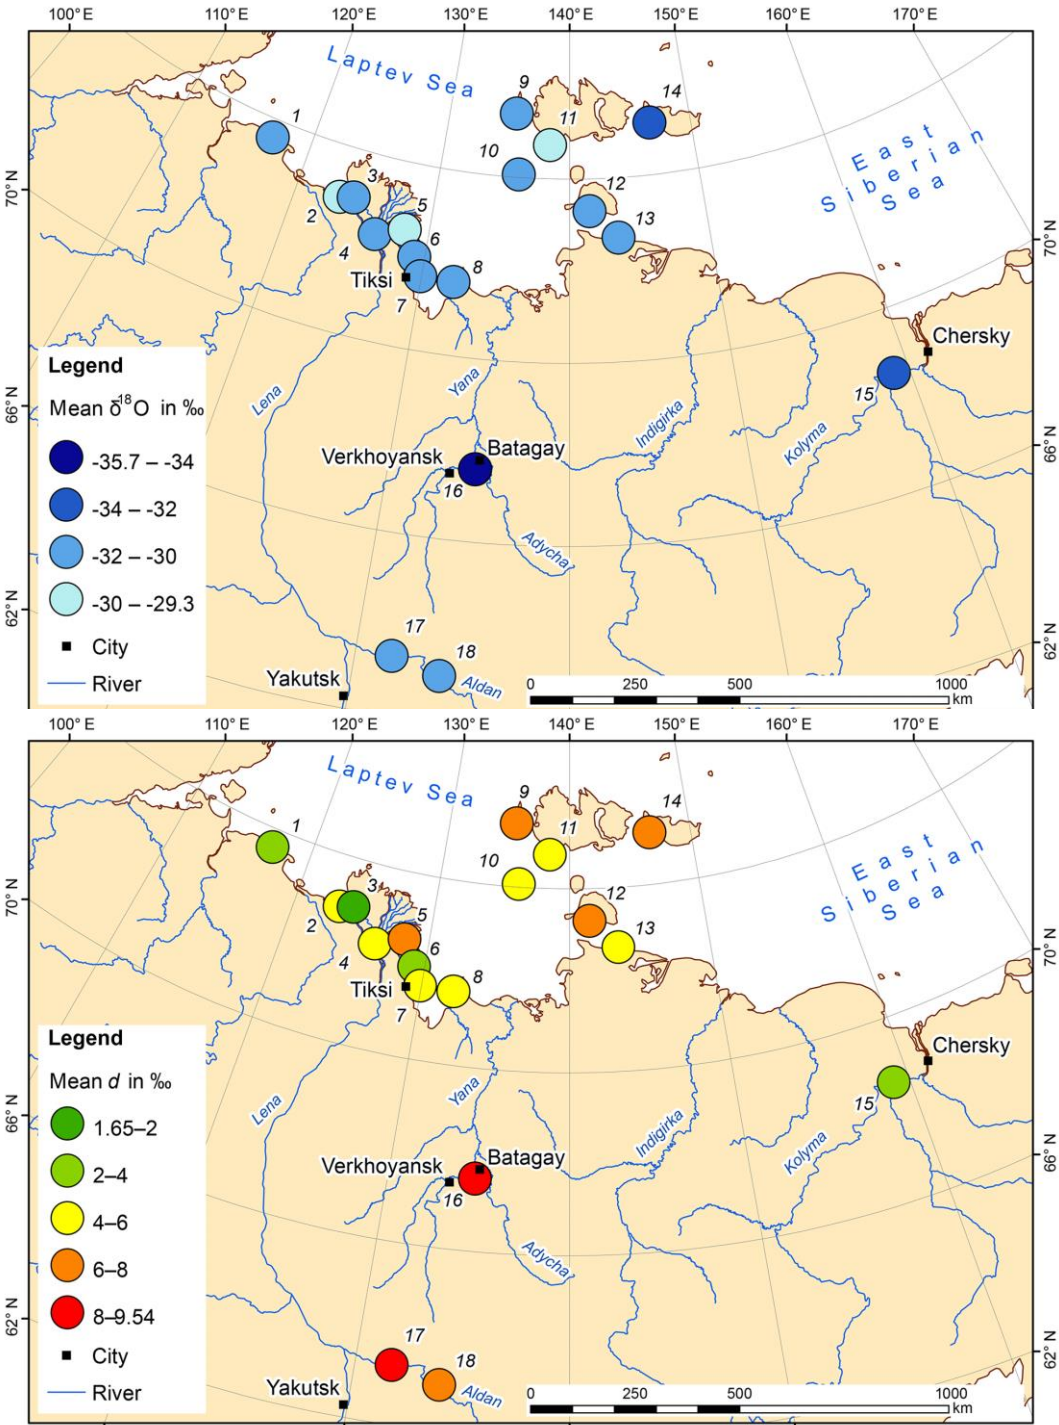 100°E 110°E 120°E 130°E 140°E 150°E 160°E 170°E
Laptev Sea
East
Siberian
Sea
70°N
66°N
62°N
70°N
66°N
62°N
1
2
3
4
5
6
7
8
9
10
11
12
13
14
15
16
17
18
Tiksi
Chersky
Verkhoyansk
Batagay
Yakutsk
Lena
Yana
Adycha
Indigirka
Kolyma
Aldan
Legend
Mean δ18O in ‰
-35.7 – -34
-34 – -32
-32 – -30
-30 – -29.3
City
River
0 250 500 1000
km
100°E 110°E 120°E 130°E 140°E 150°E 160°E 170°E
Laptev Sea
East
Siberian
Sea
70°N
66°N
62°N
70°N
66°N
62°N
1
2
3
4
5
6
7
8
9
10
11
12
13
14
15
16
17
18
Tiksi
Chersky
Verkhoyansk
Batagay
Yakutsk
Lena
Yana
Adycha
Indigirka
Kolyma
Aldan
Legend
Mean d in ‰
1.65–2
2–4
4–6
6–8
8–9.54
City
River
0 250 500 1000
km